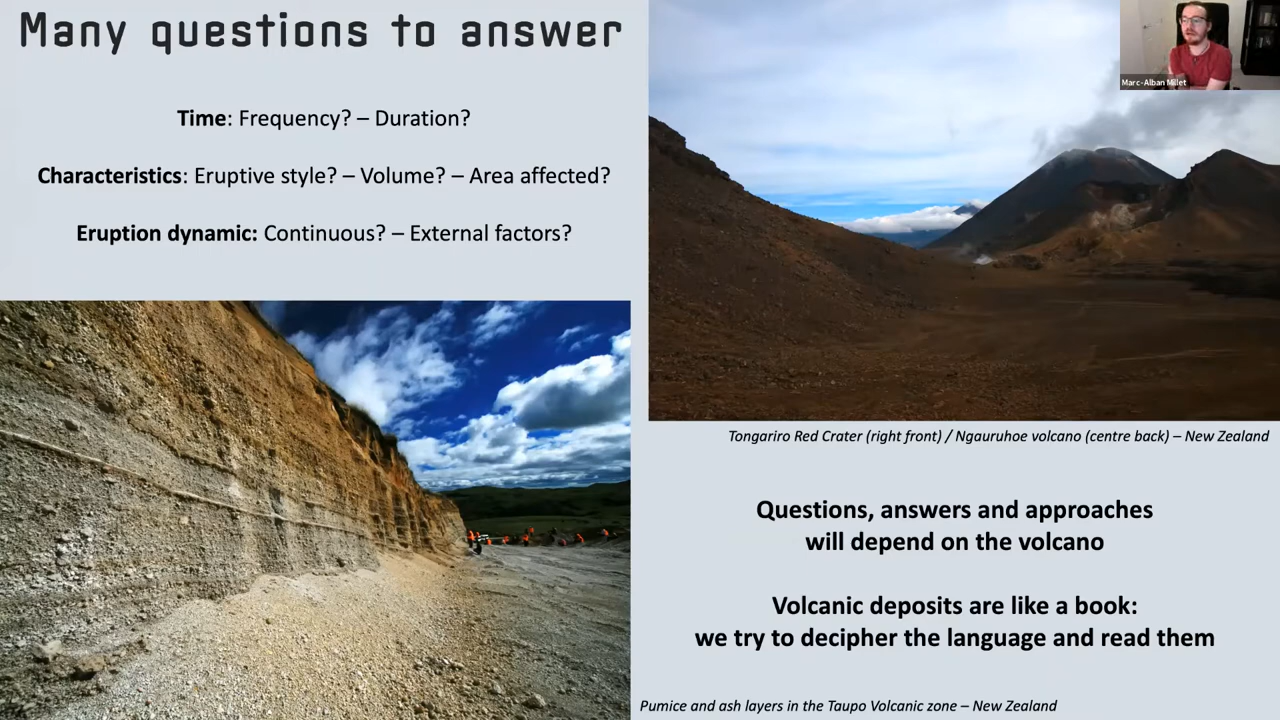 Many questions to answer
Time: Frequency? – Duration?
Characteristics: Eruptive style? – Volume? – Area affected?
Eruption dynamic: Continuous? – External factors?
Marc-Alban Millet
Tongariro Red Crater (right front) / Ngauruhoe volcano (centre back) – New Zealand
Questions, answers and approaches
will depend on the volcano
Volcanic deposits are like a book:
we try to decipher the language and read them
Pumice and ash layers in the Taupo Volcanic zone – New Zealand